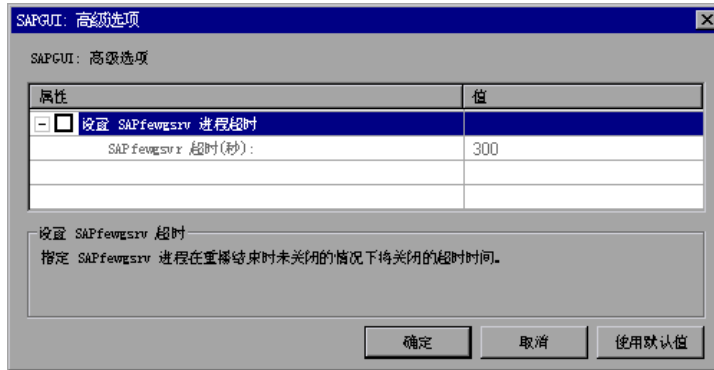 SAPGUI: 高级选项
SAPGUI: 高级选项
属性 值
设置 SAPfewgsrv 进程超时
SAPfewgsvr 超时(秒): 300
设置 SAPfewgsrv 超时
指定 SAPfewgsrv 进程在重播结束时未关闭的情况下将关闭的超时时间。
确定 取消 使用默认值